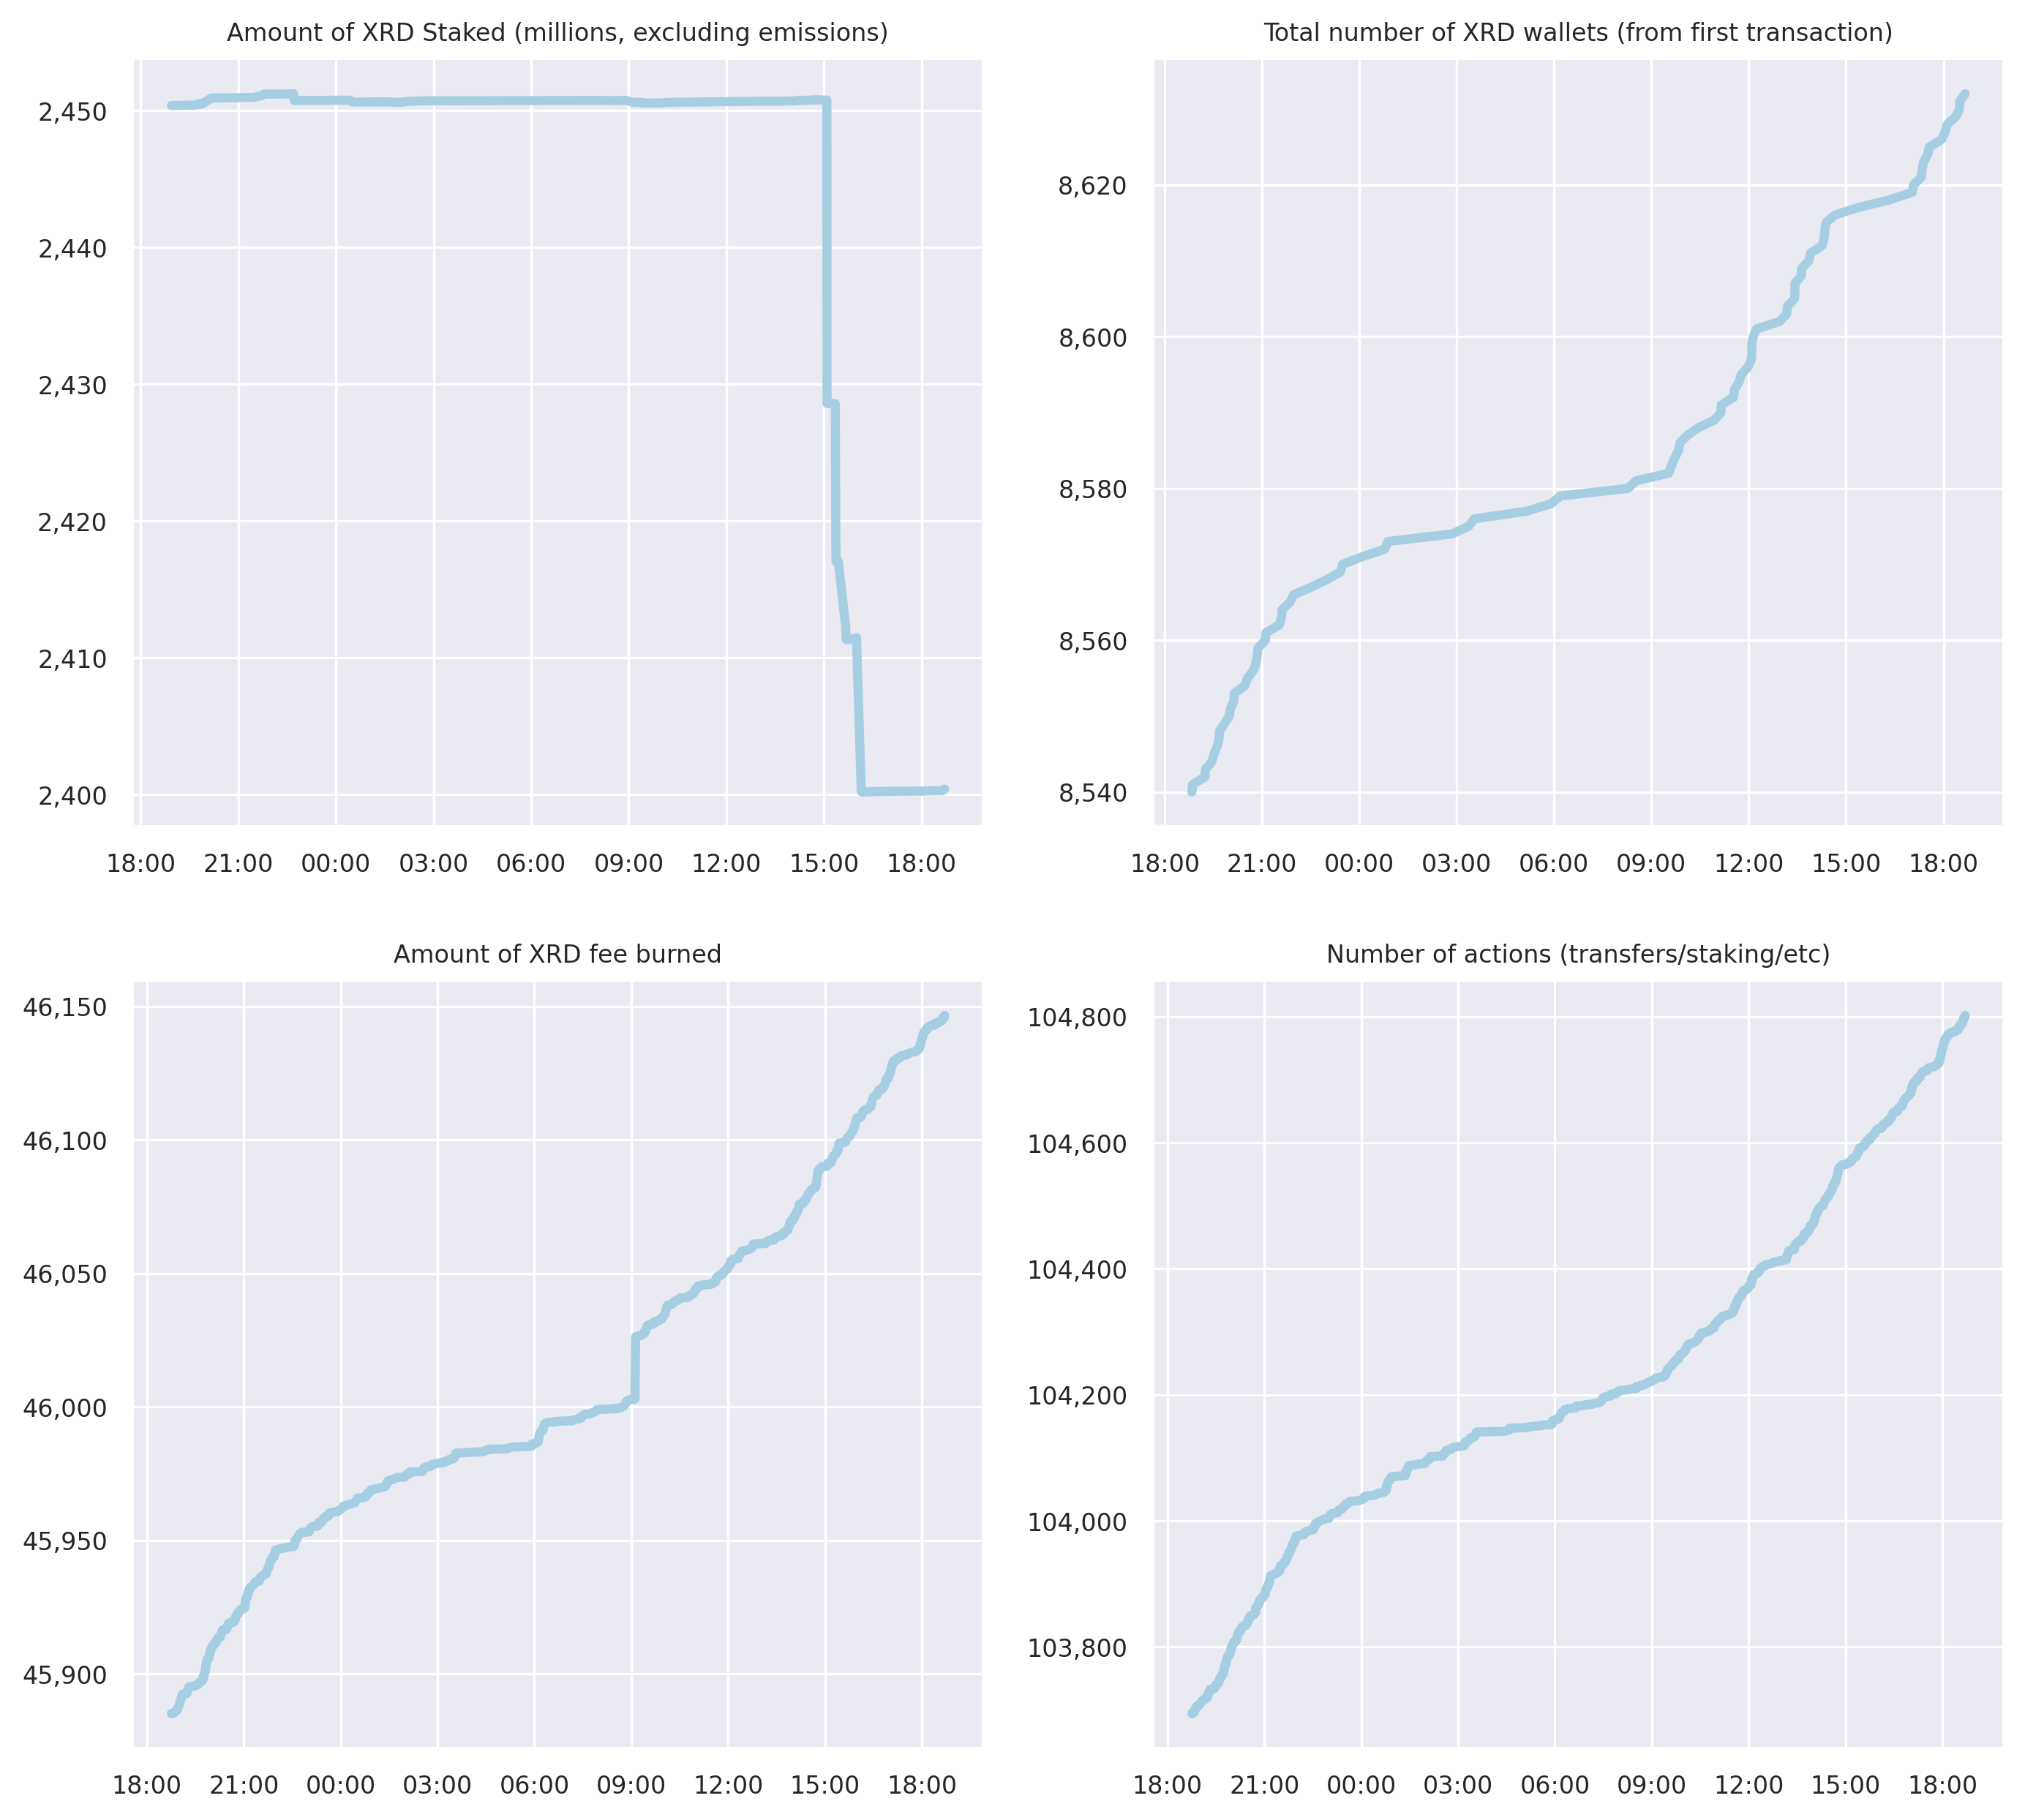 Amount of XRD Staked (millions, excluding emissions)
2,450
2,440
2,430
2,420
2,410
2,400
18:00 21:00 00:00 03:00 06:00 09:00 12:00 15:00 18:00
Total number of XRD wallets (from first transaction)
8,620
8,600
8,580
8,560
8,540
18:00 21:00 00:00 03:00 06:00 09:00 12:00 15:00 18:00
Amount of XRD fee burned
46,150
46,100
46,050
46,000
45,950
45,900
18:00 21:00 00:00 03:00 06:00 09:00 12:00 15:00 18:00
Number of actions (transfers/staking/etc)
104,800
104,600
104,400
104,200
104,000
103,800
18:00 21:00 00:00 03:00 06:00 09:00 12:00 15:00 18:00